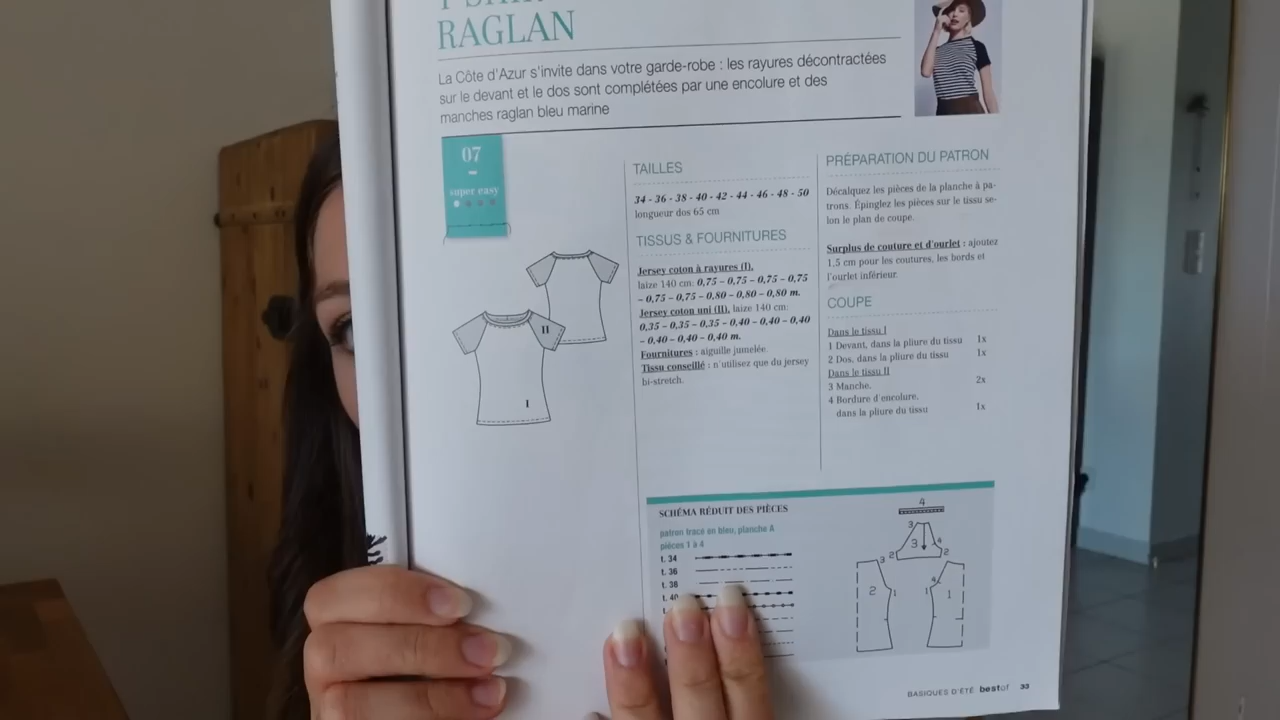 RAGLAN
La Côte d'Azur s'invite dans votre garde-robe : les rayures décontractées
sur le devant et le dos sont complétées par une encolure et des
manches raglan bleu marine
07
-
super easy
II
I
TAILLES
34 - 36 - 38 - 40 - 42 - 44 - 46 - 48 - 50
longueur dos 65 cm
TISSUS & FOURNITURES
Jersey coton à rayures (I),
laize 140 cm: 0,75 – 0,75 – 0,75 – 0,75
– 0,75 – 0,75 – 0,80 – 0,80 – 0,80 m.
Jersey coton uni (II), laize 140 cm:
0,35 – 0,35 – 0,35 – 0,40 – 0,40 – 0,40
– 0,40 – 0,40 – 0,40 m.
Fournitures : aiguille jumelée.
Tissu conseillé : n'utilisez que du jersey
bi-stretch.
PRÉPARATION DU PATRON
Décalquez les pièces de la planche à pa-
trons. Épinglez les pièces sur le tissu se-
lon le plan de coupe.
Surplus de couture et d'ourlet : ajoutez
1,5 cm pour les coutures, les bords et
l'ourlet inférieur.
COUPE
Dans le tissu I
1 Devant, dans la pliure du tissu 1x
2 Dos, dans la pliure du tissu 1x
Dans le tissu II
3 Manche, 2x
4 Bordure d'encolure,
dans la pliure du tissu 1x
SCHÉMA RÉDUIT DES PIÈCES
patron tracé en bleu, planche A
pièces 1 à 4
t. 34
t. 36
t. 38
t. 40
4
3
3
4
2
2
3
2
1
4
1
1
BASIQUES D'ÉTÉ bestof 33